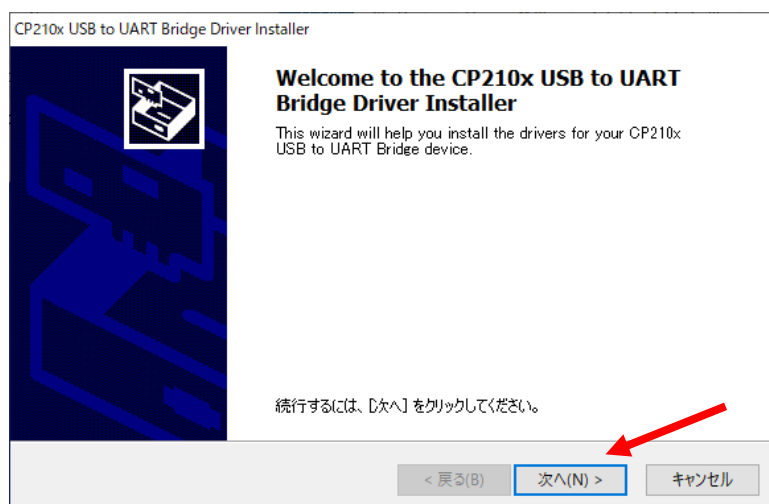 CP210x USB to UART Bridge Driver Installer
Welcome to the CP210x USB to UART
Bridge Driver Installer
This wizard will help you install the drivers for your CP210x
USB to UART Bridge device.
続行するには、[次へ] をクリックしてください。
< 戻る(B)
次へ(N) >
キャンセル